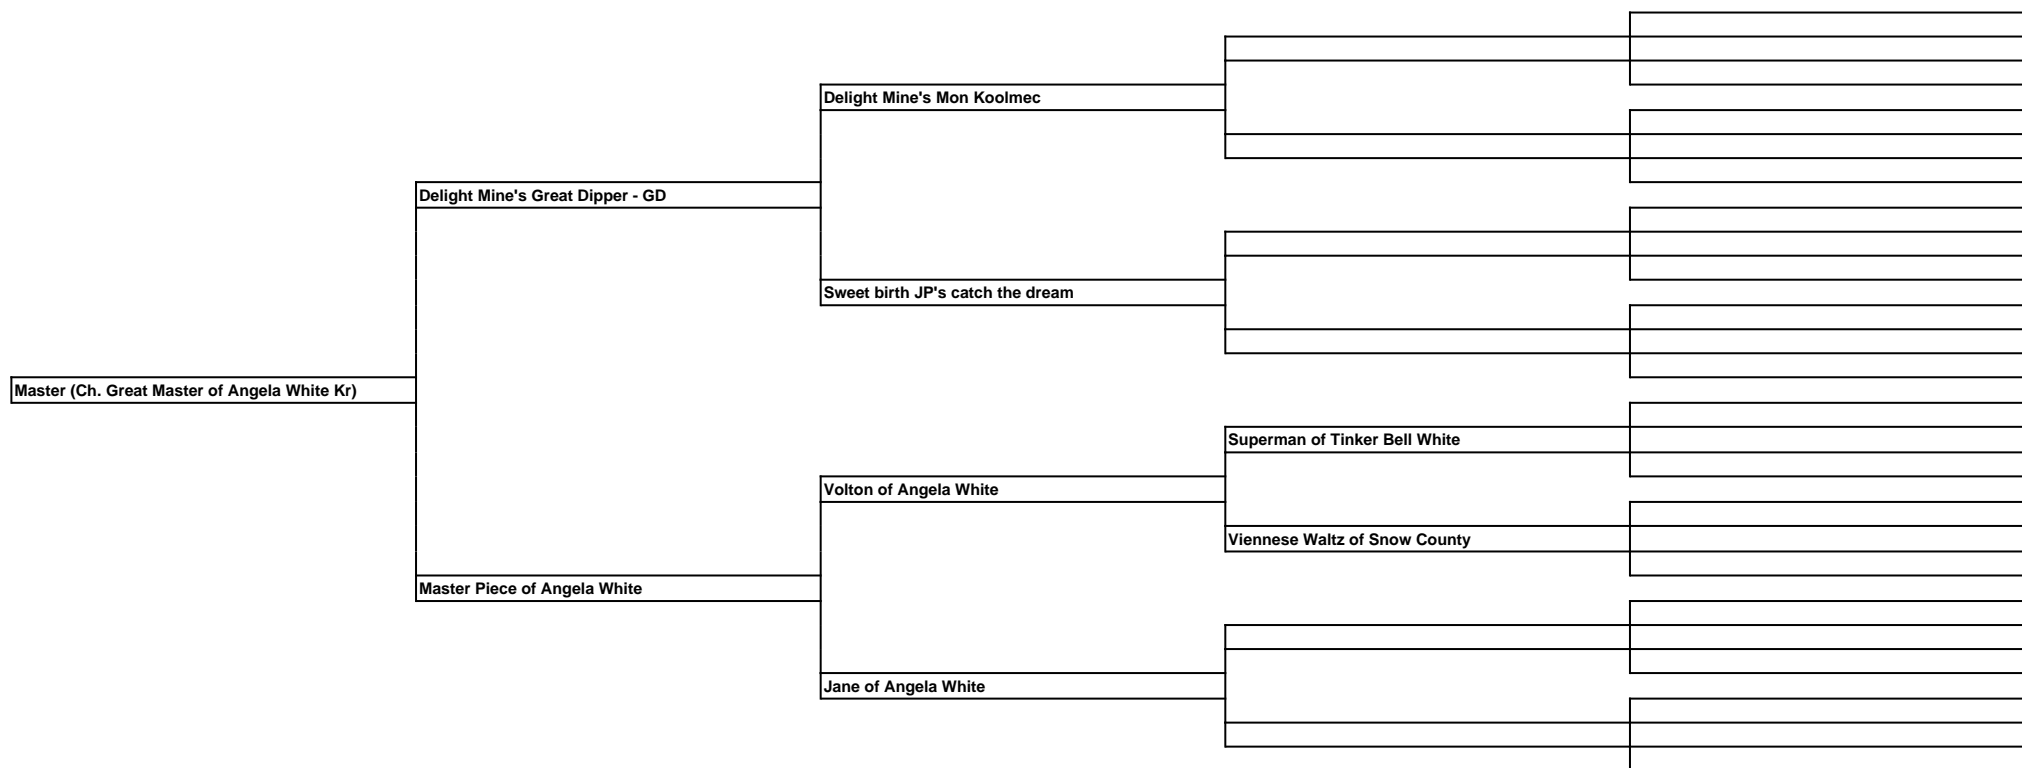 Delight Mine's Mon Koolmec
Delight Mine's Great Dipper - GD
Sweet birth JP's catch the dream
Master (Ch. Great Master of Angela White Kr)
Superman of Tinker Bell White
Volton of Angela White
Viennese Waltz of Snow County
Master Piece of Angela White
Jane of Angela White